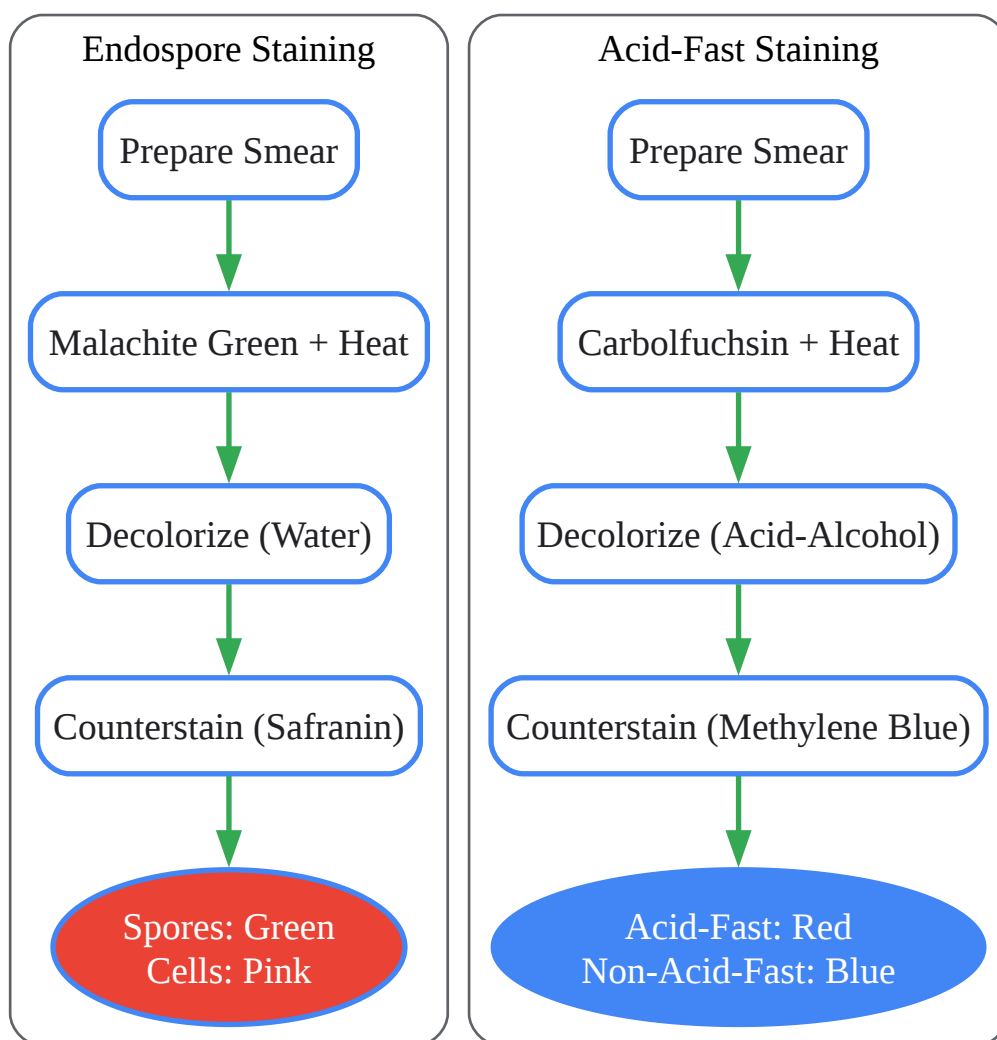 Endospore Staining
Prepare Smear
Malachite Green + Heat
Decolorize (Water)
Counterstain (Safranin)
Spores: Green
Cells: Pink
Acid-Fast Staining
Prepare Smear
Carbolfuchsin + Heat
Decolorize (Acid-Alcohol)
Counterstain (Methylene Blue)
Acid-Fast: Red
Non-Acid-Fast: Blue